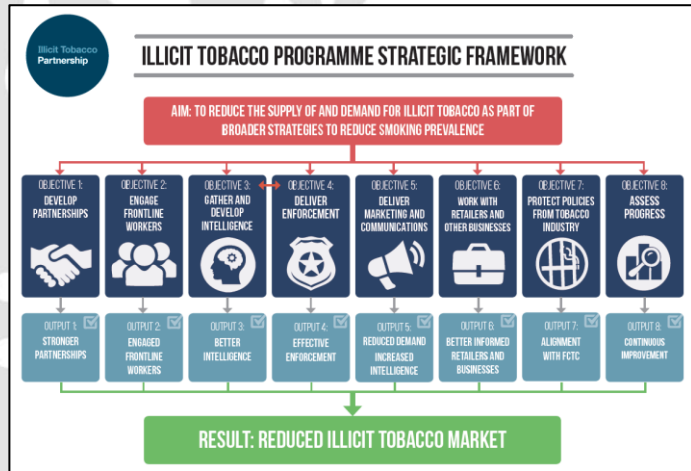 Illicit Tobacco
Partnership
ILLICIT TOBACCO PROGRAMME STRATEGIC FRAMEWORK
AIM: TO REDUCE THE SUPPLY OF AND DEMAND FOR ILLICIT TOBACCO AS PART OF
BROADER STRATEGIES TO REDUCE SMOKING PREVALENCE
OBJECTIVE 1:
DEVELOP
PARTNERSHIPS
OBJECTIVE 2:
ENGAGE
FRONTLINE
WORKERS
OBJECTIVE 3:
GATHER AND
DEVELOP
INTELLIGENCE
OBJECTIVE 4:
DELIVER
ENFORCEMENT
OBJECTIVE 5:
DELIVER
MARKETING AND
COMMUNICATIONS
OBJECTIVE 6:
WORK WITH
RETAILERS AND
OTHER BUSINESSES
OBJECTIVE 7:
PROTECT POLICIES
FROM TOBACCO
INDUSTRY
OBJECTIVE 8:
ASSESS
PROGRESS
OUTPUT 1:
STRONGER
PARTNERSHIPS
OUTPUT 2:
ENGAGED
FRONTLINE
WORKERS
OUTPUT 3:
BETTER
INTELLIGENCE
OUTPUT 4:
EFFECTIVE
ENFORCEMENT
OUTPUT 5:
REDUCED DEMAND
INCREASED
INTELLIGENCE
OUTPUT 6:
BETTER INFORMED
RETAILERS AND
BUSINESSES
OUTPUT 7:
ALIGNMENT
WITH FCTC
OUTPUT 8:
CONTINUOUS
IMPROVEMENT
RESULT: REDUCED ILLICIT TOBACCO MARKET